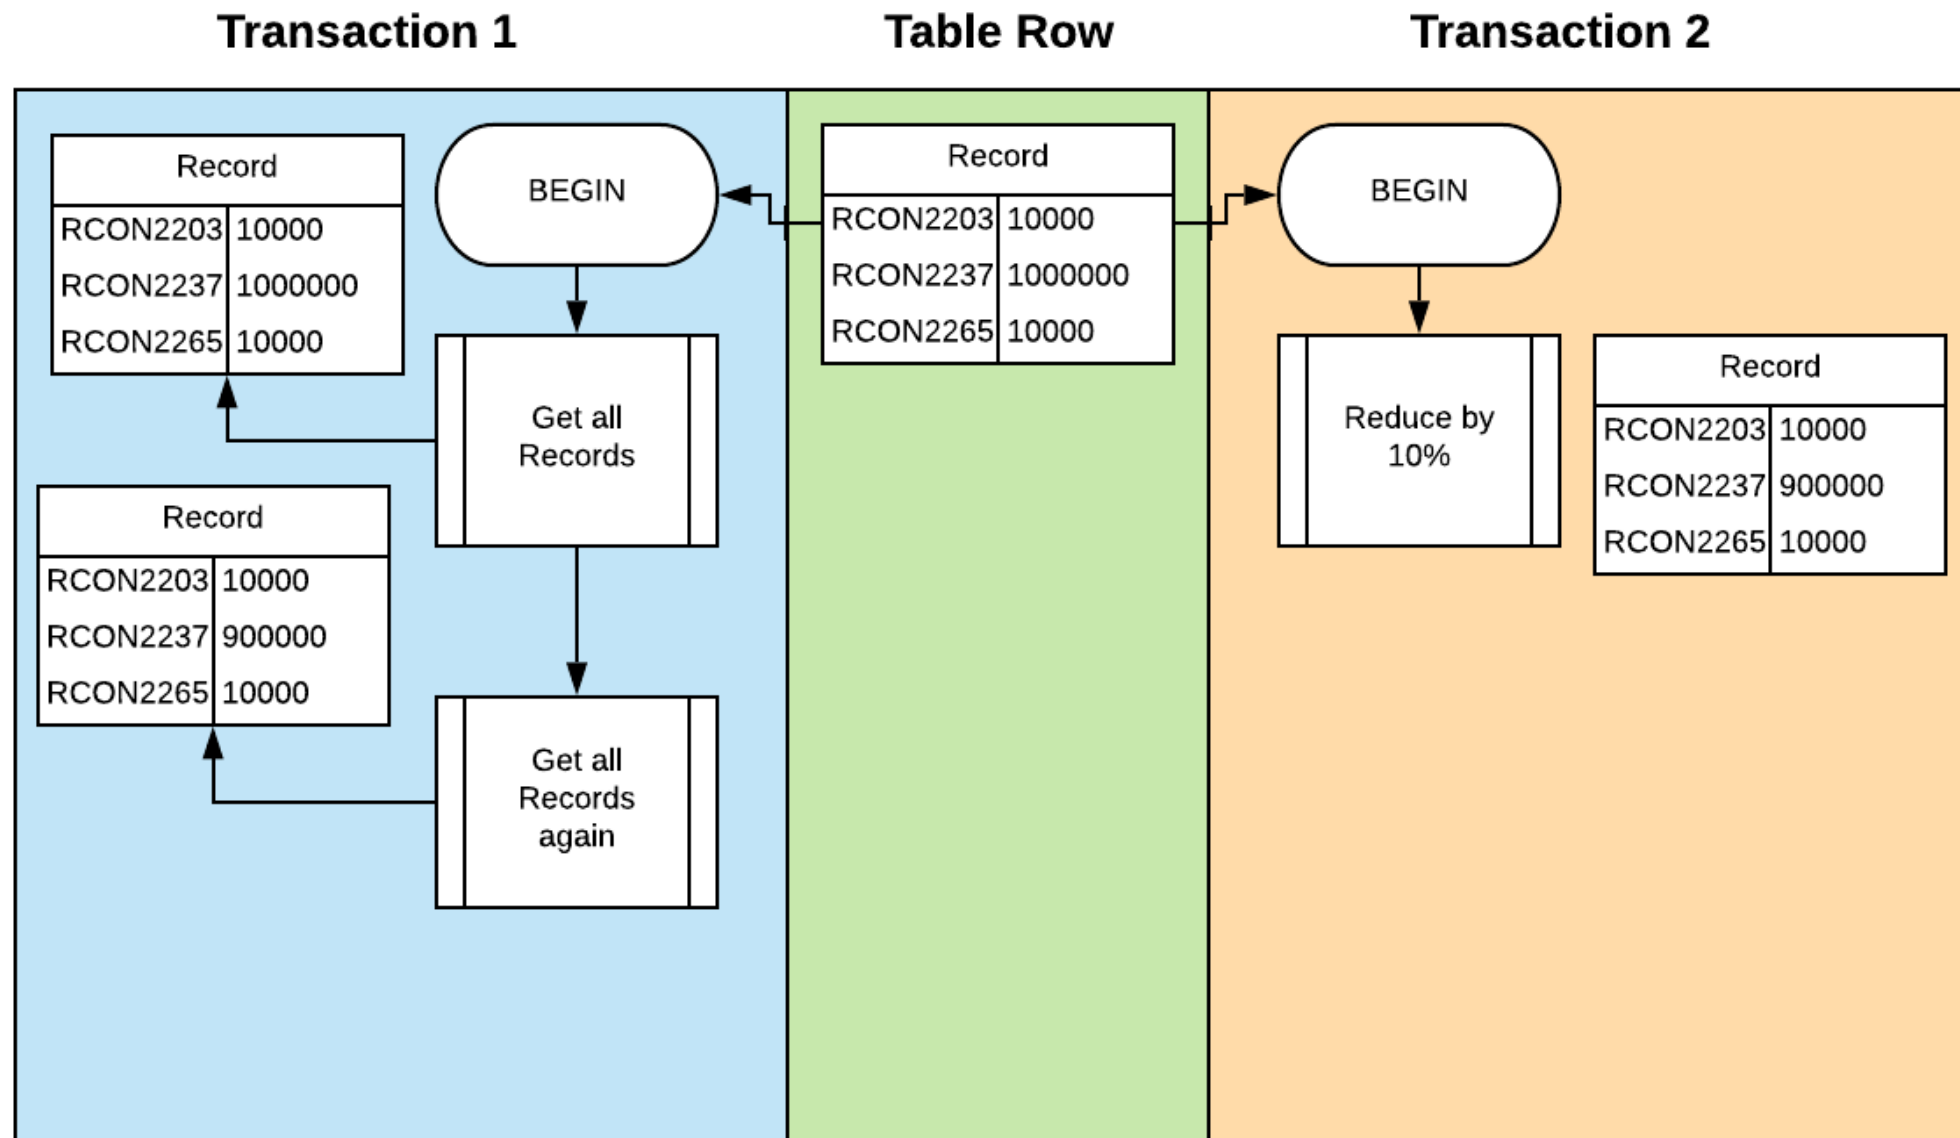 Transaction 1
Table Row
Transaction 2
Record
RCON2203 10000
RCON2237 1000000
RCON2265 10000
BEGIN
Get all
Records
Record
RCON2203 10000
RCON2237 900000
RCON2265 10000
Get all
Records
again
Record
RCON2203 10000
RCON2237 1000000
RCON2265 10000
BEGIN
Reduce by
10%
Record
RCON2203 10000
RCON2237 900000
RCON2265 10000